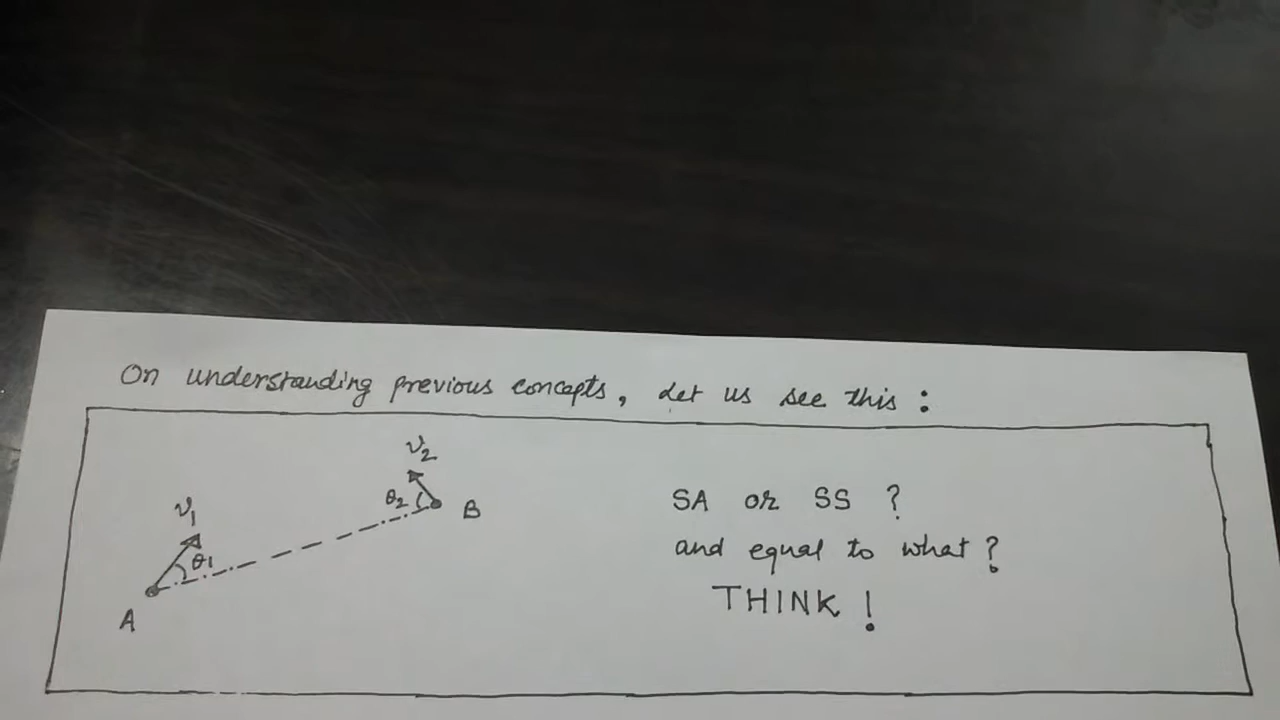 On understanding previous concepts, Let us see this :
v₂
θ₂
B
v₁
θ₁
A
SA or SS ?
and equal to what ?
THINK !